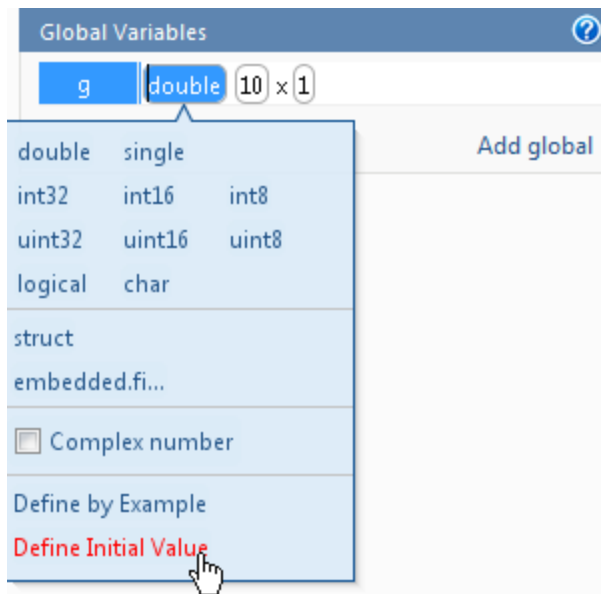 Global Variables ?
g double 10 x 1
Add global
double single
int32 int16 int8
uint32 uint16 uint8
logical char
struct
embedded.fi...
Complex number
Define by Example
Define Initial Value